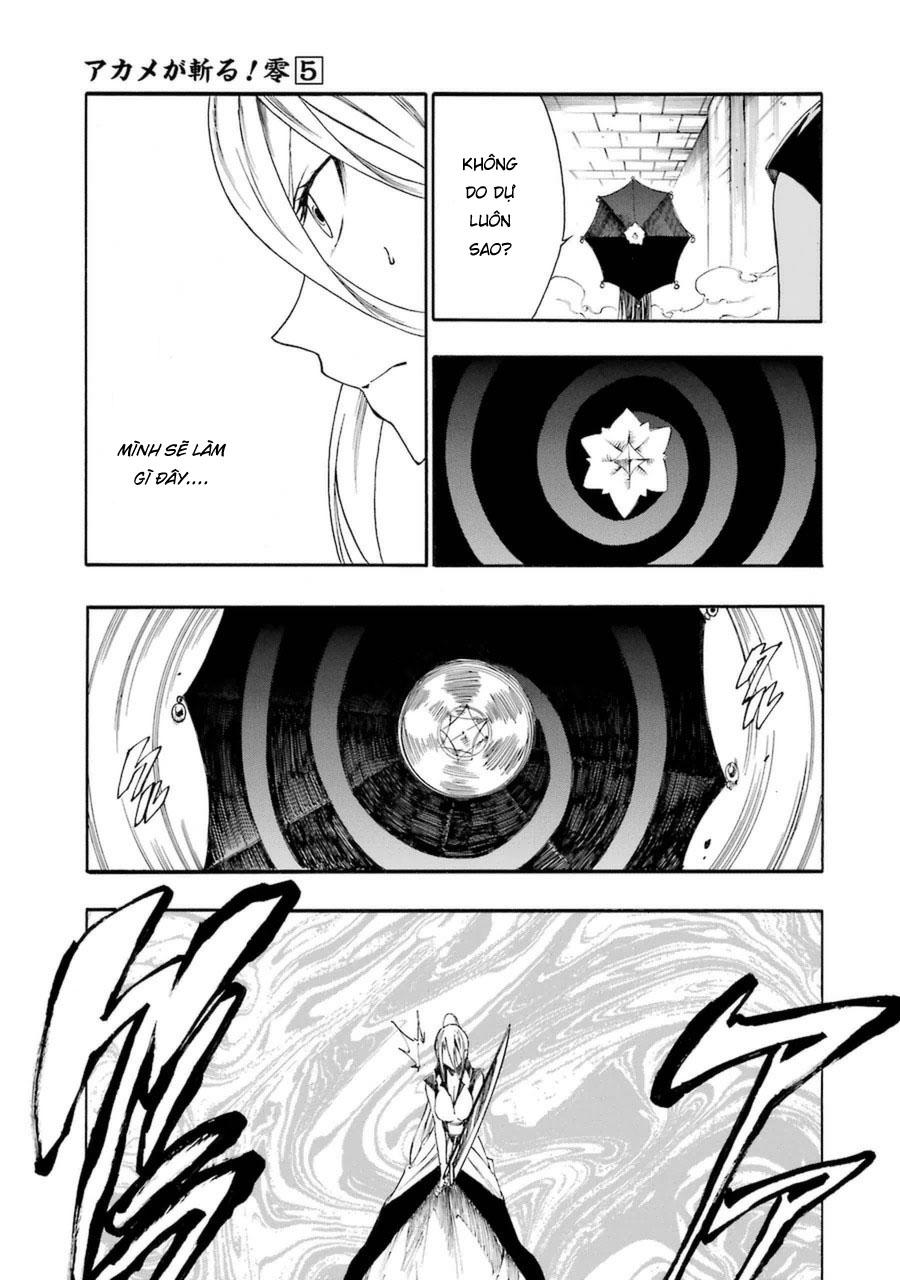 アカメが斬る！零 5
KHÔNG
DO DỰ
LUÔN
SAO?
MÌNH SẼ LÀM
GÌ ĐÂY....